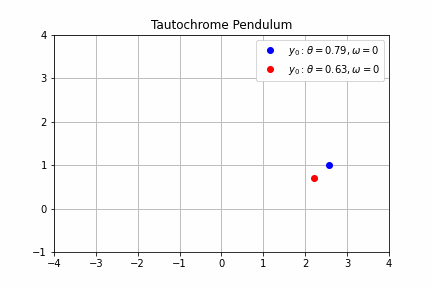 Tautochrome Pendulum
y₀: θ = 0.79, ω = 0
y₀: θ = 0.63, ω = 0
4
3
2
1
0
−1
−4 −3 −2 −1 0 1 2 3 4